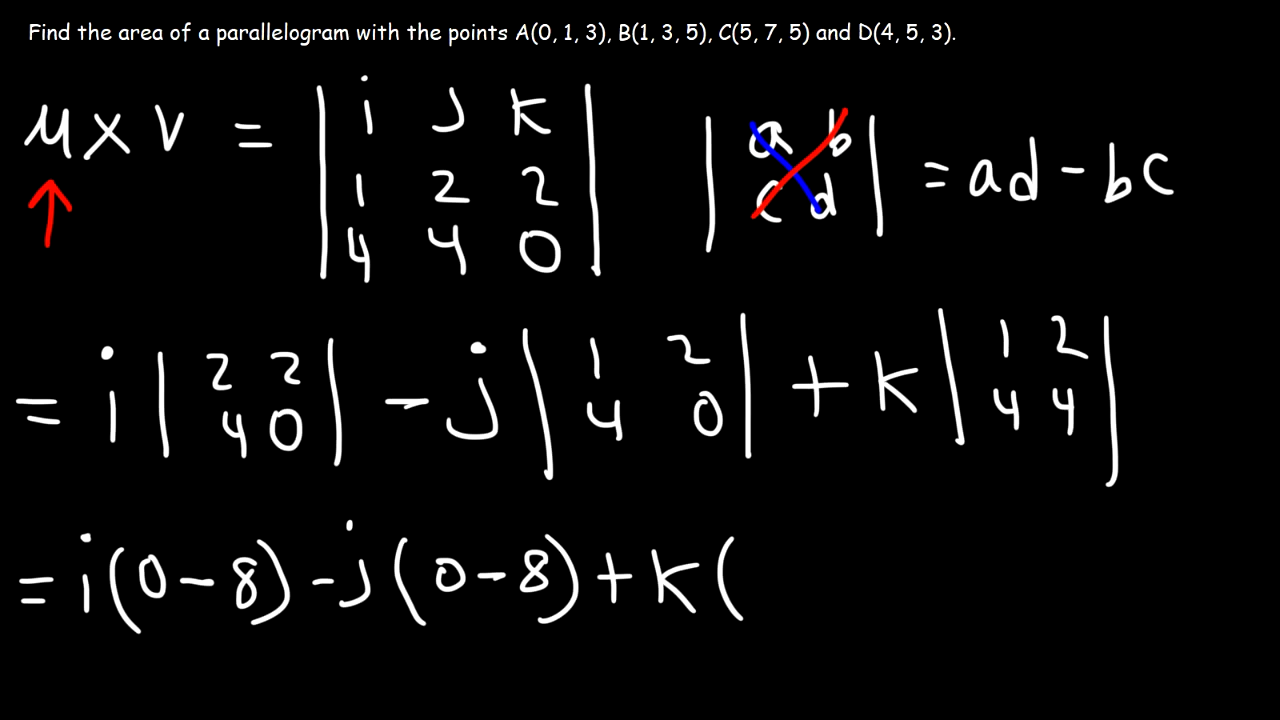 Find the area of a parallelogram with the points A(0, 1, 3), B(1, 3, 5), C(5, 7, 5) and D(4, 5, 3).
μ × v = | i j k |
| 1 2 2 |
| 4 4 0 |
| a b |
| c d | = ad - bc
= i | 2 2 | - j | 1 2 | + k | 1 2 |
| 4 0 | | 4 0 | | 4 4 |
= i(0-8) - j(0-8) + k(